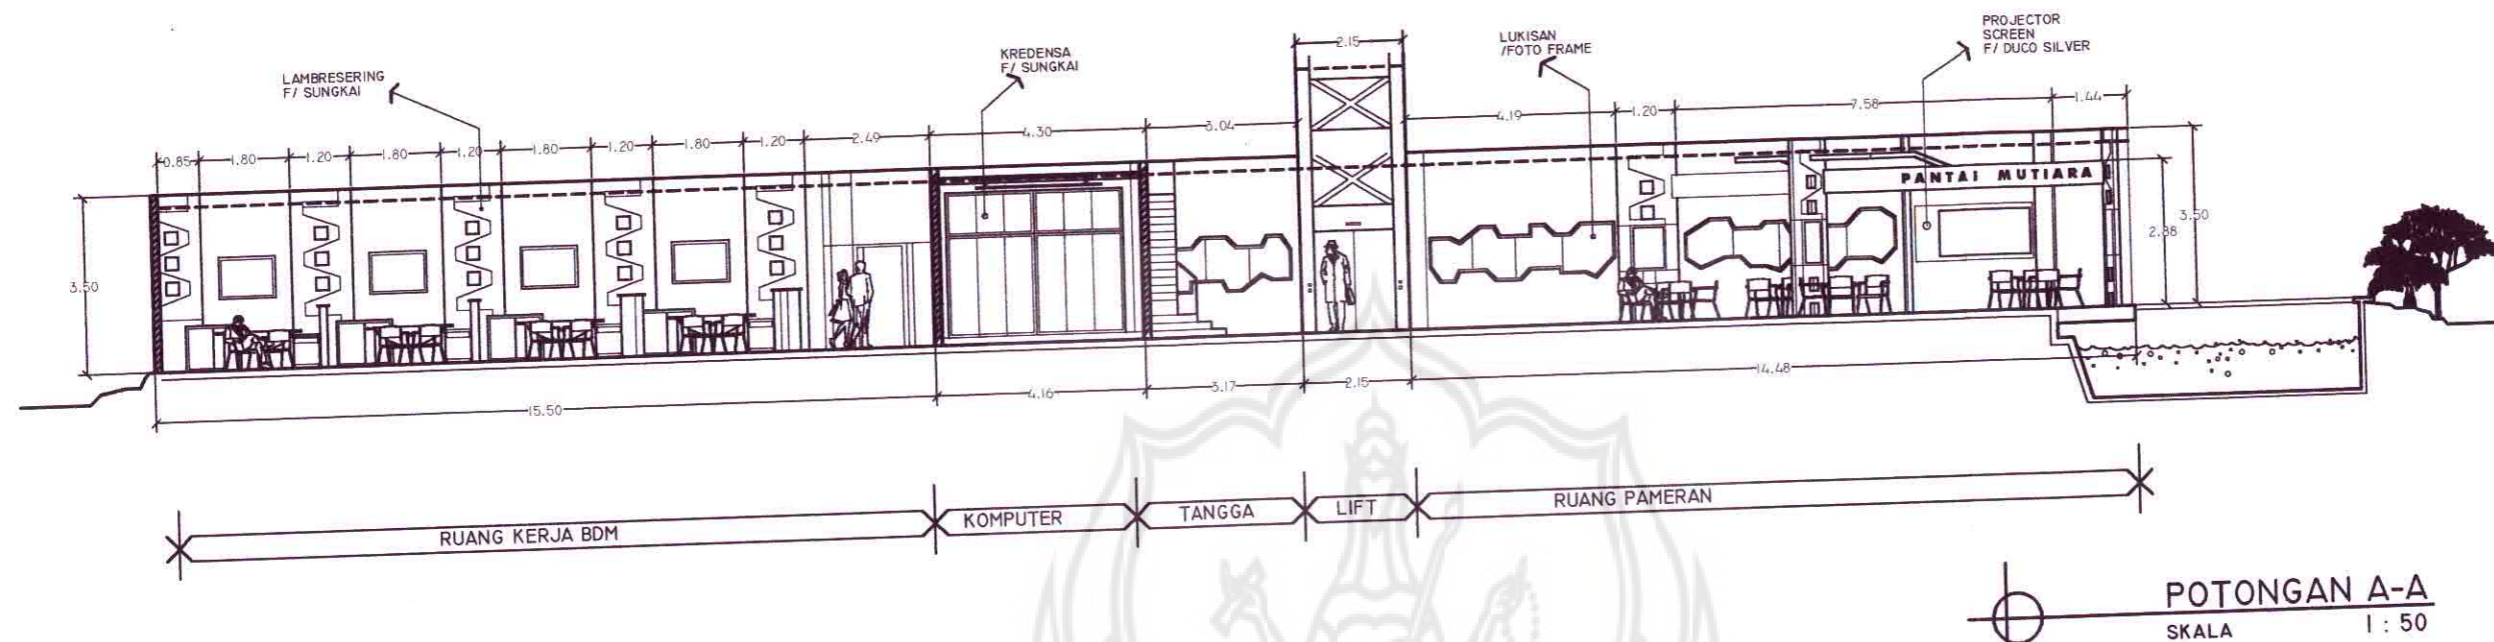 PROJECTOR
SCREEN
F/ DUCO SILVER
LUKISAN
/FOTO FRAME
KREDENSA
F/ SUNGKAI
LAMBRESERING
F/ SUNGKAI
2.15
0.85 1.80 1.20 1.80 1.20 1.80 1.20 1.80 1.20 2.49 4.30 3.04 4.19 1.20 7.58 1.44
PANTAI MUTIARA
3.50
2.88
3.50
15.50 4.16 3.17 2.15 14.48
RUANG KERJA BDM
KOMPUTER
TANGGA
LIFT
RUANG PAMERAN
POTONGAN A-A
SKALA 1 : 50